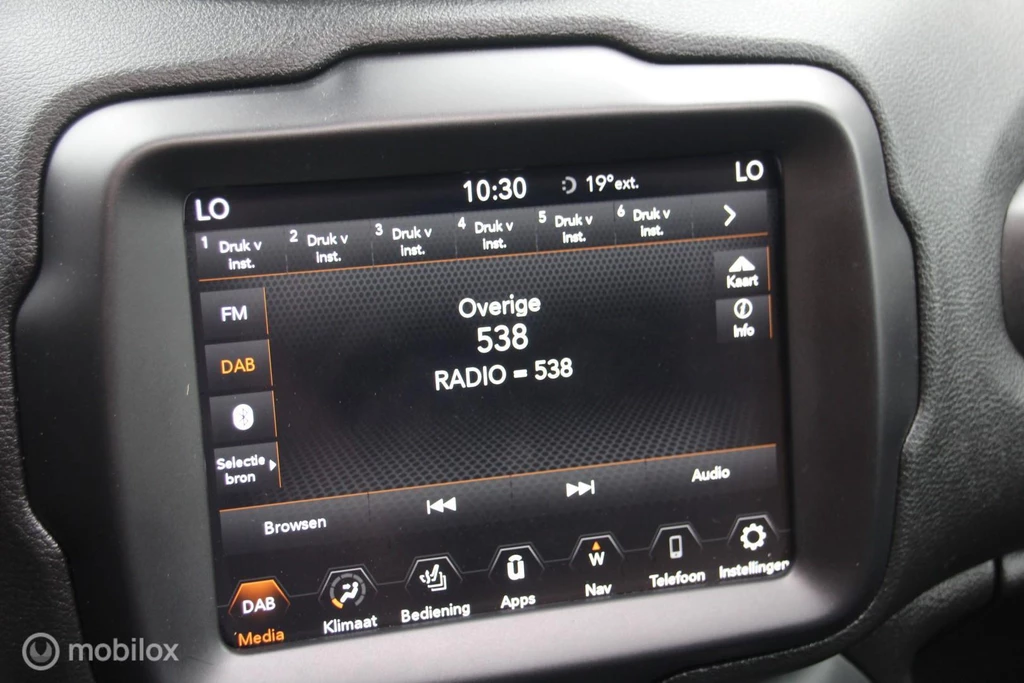 LO 10:30 19° ext. LO
1 Druk v inst.
2 Druk v inst.
3 Druk v inst.
4 Druk v inst.
5 Druk v inst.
6 Druk v inst.
FM
DAB
Selectie bron
Overige
538
RADIO = 538
Kaart
Info
Browsen
Audio
DAB
Media
Klimaat
Bediening
Apps
W
Nav
Telefoon
Instellingen
mobilox